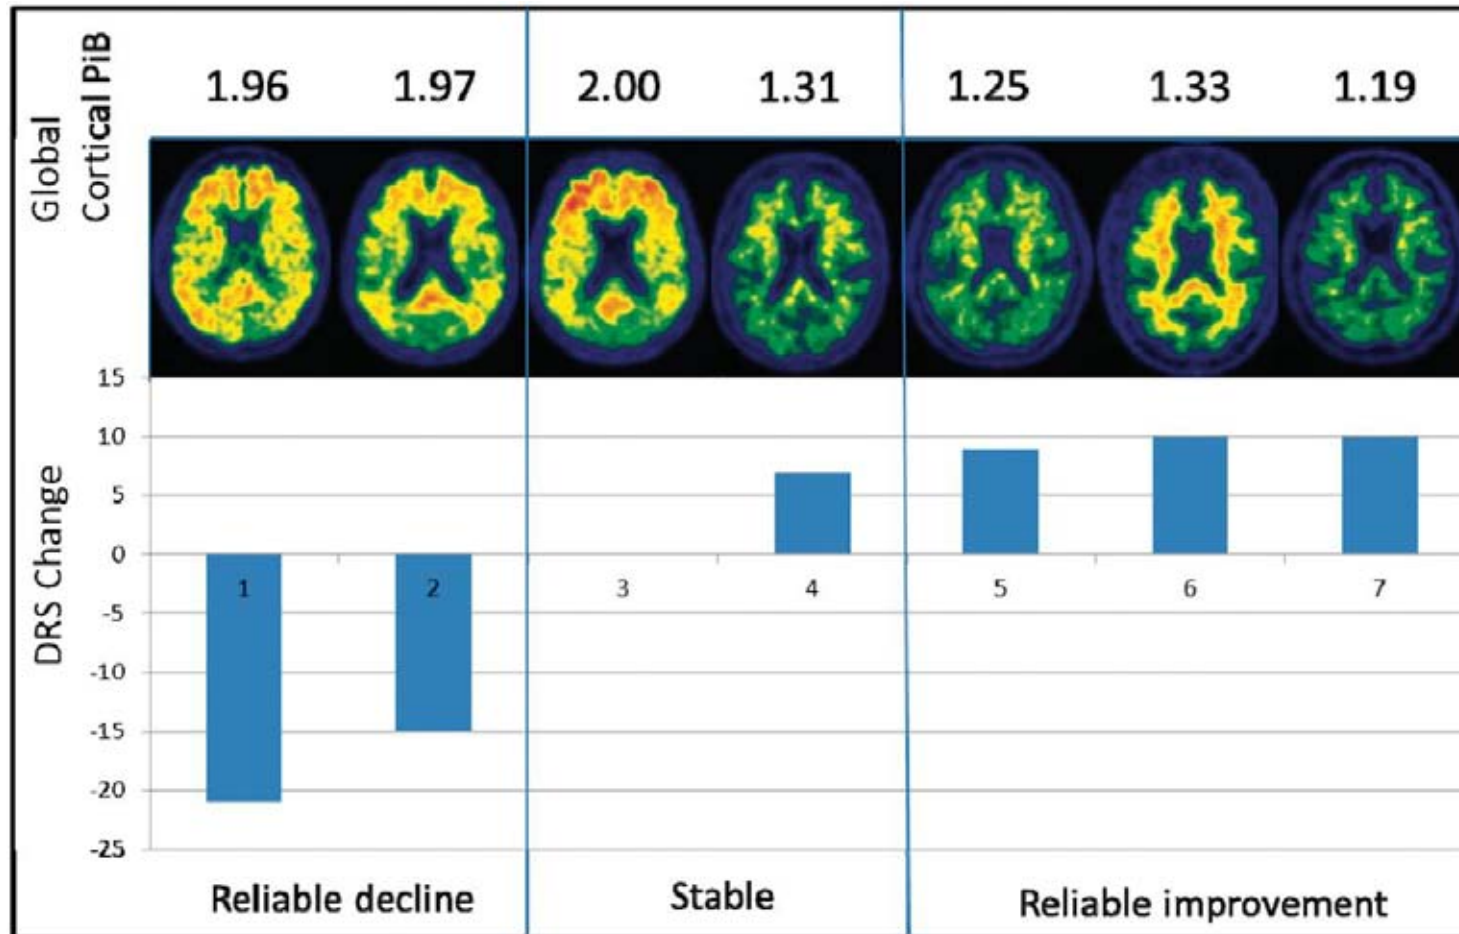 Global
Cortical PiB
1.96 1.97 2.00 1.31 1.25 1.33 1.19
DRS Change
15
10
5
0
-5
-10
-15
-20
-25
1 2 3 4 5 6 7
Reliable decline Stable Reliable improvement